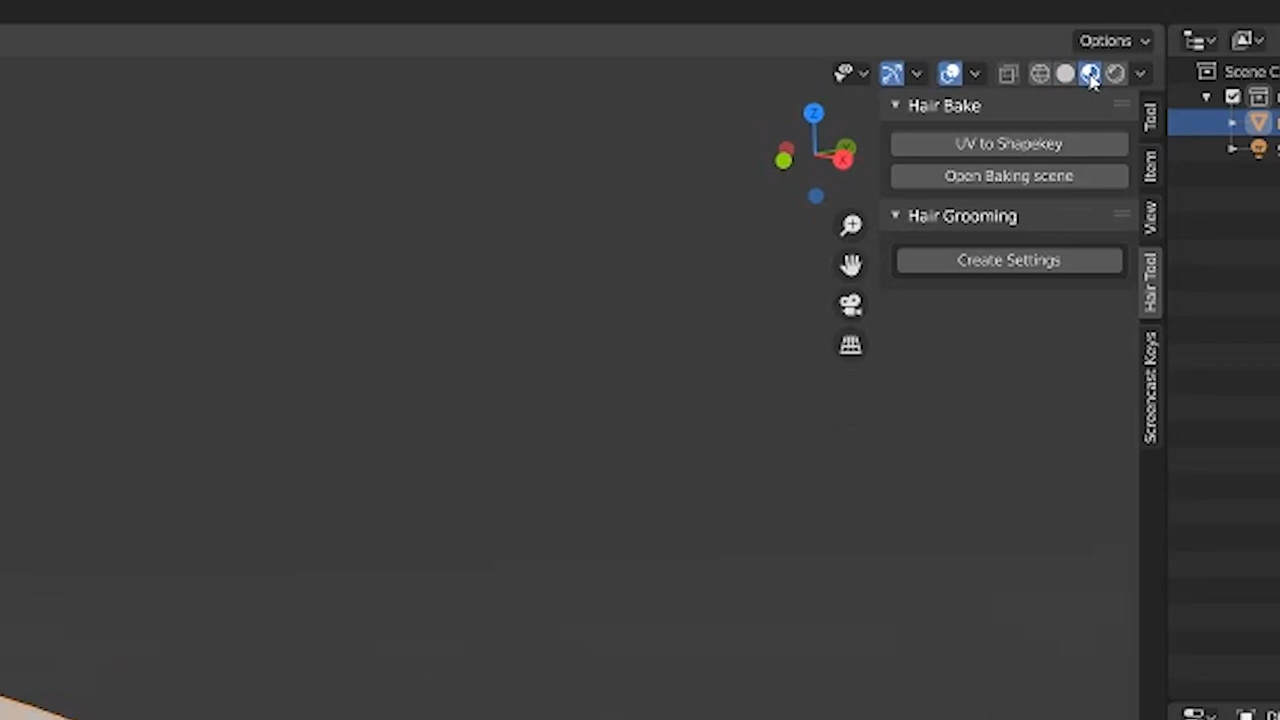 Options
Scene C
Hair Bake
UV to Shapekey
Open Baking scene
Hair Grooming
Create Settings
Tool
Item
View
Hair Tool
Screencast Keys
Z
Y
X